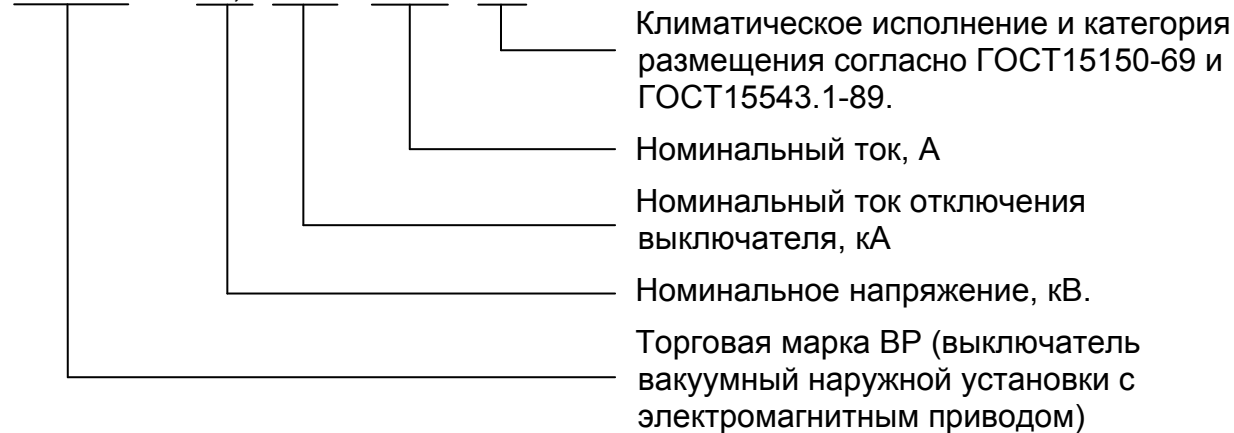 Климатическое исполнение и категория
размещения согласно ГОСТ15150-69 и
ГОСТ15543.1-89.
Номинальный ток, А
Номинальный ток отключения
выключателя, кА
Номинальное напряжение, кВ.
Торговая марка ВР (выключатель
вакуумный наружной установки с
электромагнитным приводом)